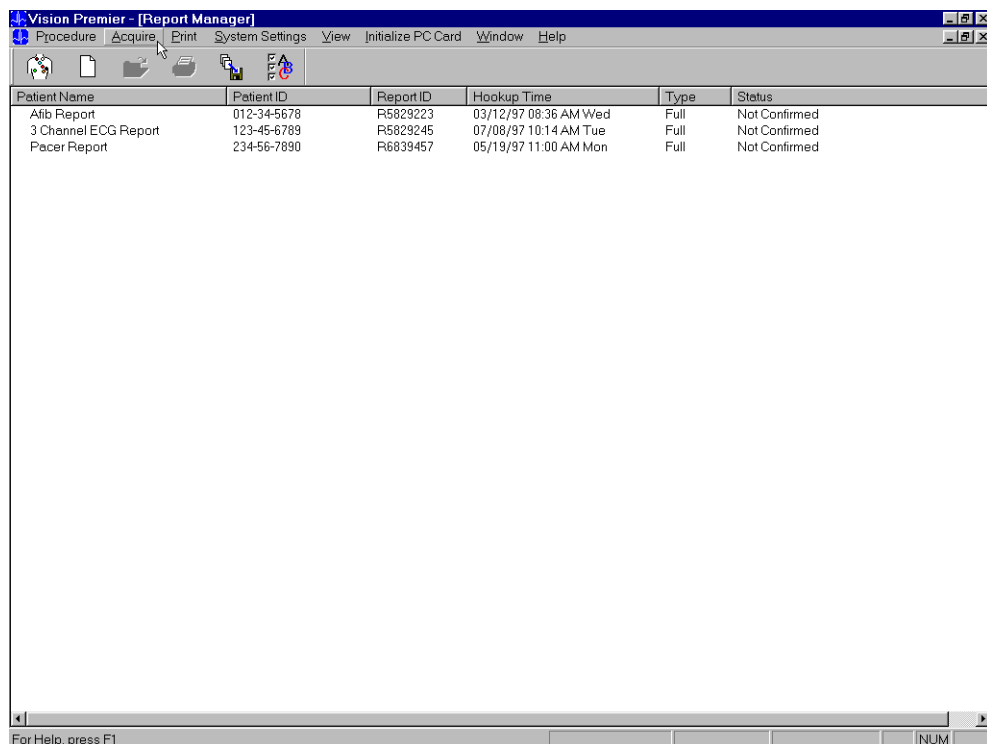 Vision Premier - [Report Manager]
Procedure Acquire Print System Settings View Initialize PC Card Window Help
ABC
Patient Name Patient ID Report ID Hookup Time Type Status
Afib Report 012-34-5678 R5829223 03/12/97 08:36 AM Wed Full Not Confirmed
3 Channel ECG Report 123-45-6789 R5829245 07/08/97 10:14 AM Tue Full Not Confirmed
Pacer Report 234-56-7890 R6839457 05/19/97 11:00 AM Mon Full Not Confirmed
For Help, press F1 NUM